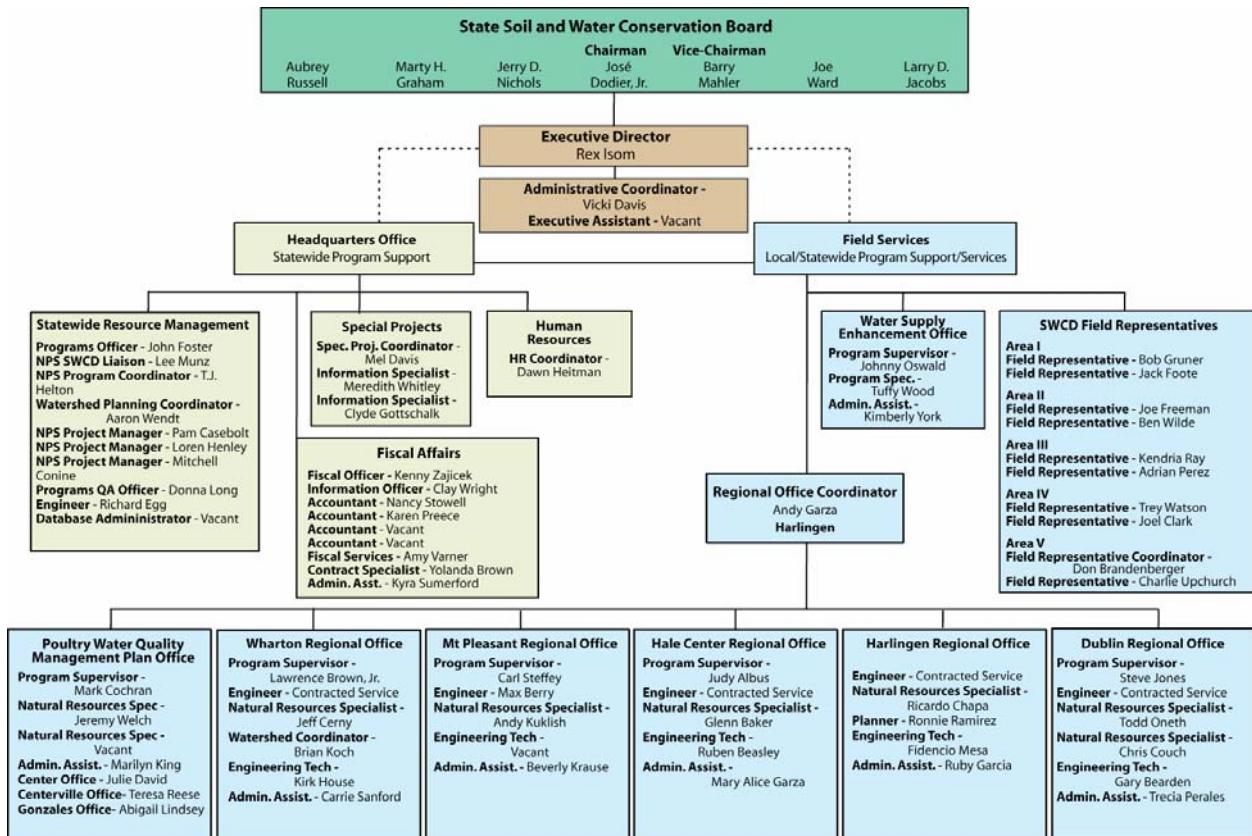 State Soil and Water Conservation Board
Chairman Vice-Chairman
Aubrey Marty H. Jerry D. José Barry Joe Larry D.
Russell Graham Nichols Dodier, Jr. Mahler Ward Jacobs
Executive Director
Rex Isom
Administrative Coordinator -
Vicki Davis
Executive Assistant - Vacant
Headquarters Office
Statewide Program Support
Field Services
Local/Statewide Program Support/Services
Statewide Resource Management
Programs Officer - John Foster
NPS SWCD Liaison - Lee Munz
NPS Program Coordinator - T.J.
Helton
Watershed Planning Coordinator -
Aaron Wendt
NPS Project Manager - Pam Casebolt
NPS Project Manager - Loren Henley
NPS Project Manager - Mitchell
Conine
Programs QA Officer - Donna Long
Engineer - Richard Egg
Database Admininistrator - Vacant
Special Projects
Spec. Proj. Coordinator -
Mel Davis
Information Specialist -
Meredith Whitley
Information Specialist -
Clyde Gottschalk
Human
Resources
HR Coordinator -
Dawn Heitman
Fiscal Affairs
Fiscal Officer - Kenny Zajicek
Information Officer - Clay Wright
Accountant - Nancy Stowell
Accountant - Karen Preece
Accountant - Vacant
Accountant - Vacant
Fiscal Services - Amy Varner
Contract Specialist - Yolanda Brown
Admin. Asst. - Kyra Sumerford
Water Supply
Enhancement Office
Program Supervisor -
Johnny Oswald
Program Spec. -
Tuffy Wood
Admin. Assist. -
Kimberly York
SWCD Field Representatives
Area I
Field Representative - Bob Gruner
Field Representative - Jack Foote
Area II
Field Representative - Joe Freeman
Field Representative - Ben Wilde
Area III
Field Representative - Kendria Ray
Field Representative - Adrian Perez
Area IV
Field Representative - Trey Watson
Field Representative - Joel Clark
Area V
Field Representative Coordinator -
Don Brandenberger
Field Representative - Charlie Upchurch
Regional Office Coordinator
Andy Garza
Harlingen
Poultry Water Quality
Management Plan Office
Program Supervisor -
Mark Cochran
Natural Resources Spec -
Jeremy Welch
Natural Resources Spec -
Vacant
Admin. Assist. - Marilyn King
Center Office - Julie David
Centerville Office- Teresa Reese
Gonzales Office- Abigail Lindsey
Wharton Regional Office
Program Supervisor -
Lawrence Brown, Jr.
Engineer - Contracted Service
Natural Resources Specialist -
Jeff Cerny
Watershed Coordinator -
Brian Koch
Engineering Tech -
Kirk House
Admin. Assist. - Carrie Sanford
Mt Pleasant Regional Office
Program Supervisor -
Carl Steffey
Engineer - Max Berry
Natural Resources Specialist -
Andy Kuklish
Engineering Tech -
Vacant
Admin. Assist. - Beverly Krause
Hale Center Regional Office
Program Supervisor -
Judy Albus
Engineer - Contracted Service
Natural Resources Specialist -
Glenn Baker
Engineering Tech -
Ruben Beasley
Admin. Assist. -
Mary Alice Garza
Harlingen Regional Office
Engineer - Contracted Service
Natural Resources Specialist -
Ricardo Chapa
Planner - Ronnie Ramirez
Engineering Tech -
Fidencio Mesa
Admin. Assist. - Ruby Garcia
Dublin Regional Office
Program Supervisor -
Steve Jones
Engineer - Contracted Service
Natural Resources Specialist -
Todd Oneth
Natural Resources Specialist -
Chris Couch
Engineering Tech -
Gary Bearden
Admin. Assist. - Trecia Perales